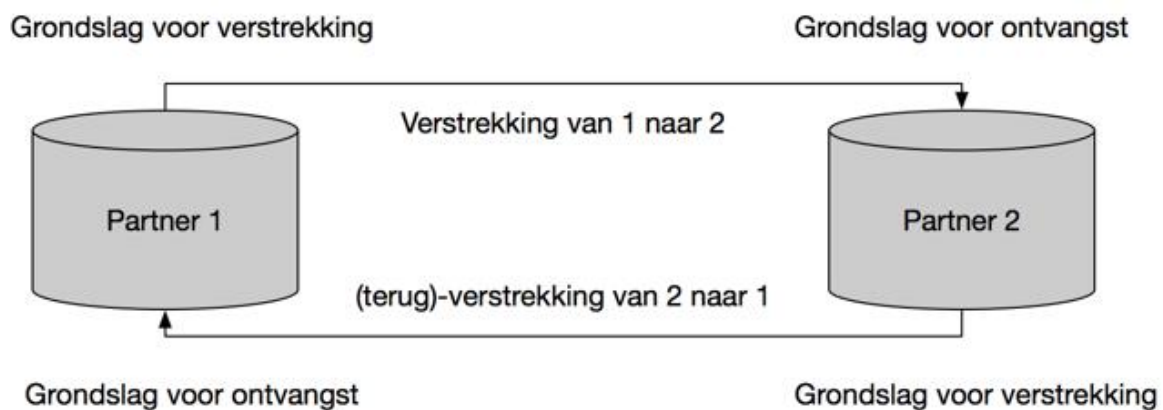 Grondslag voor verstrekking
Grondslag voor ontvangst
Verstrekking van 1 naar 2
Partner 1
Partner 2
(terug)-verstrekking van 2 naar 1
Grondslag voor ontvangst
Grondslag voor verstrekking